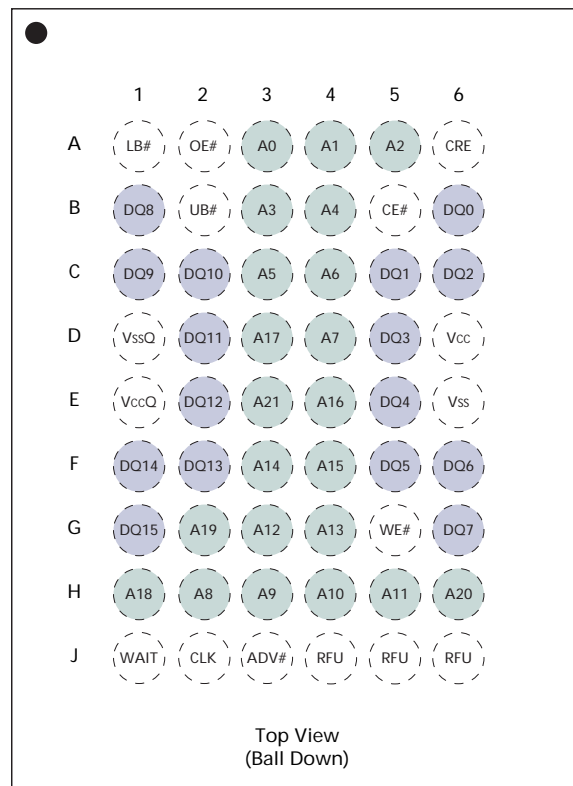 1 2 3 4 5 6
A LB# OE# A0 A1 A2 CRE
B DQ8 UB# A3 A4 CE# DQ0
C DQ9 DQ10 A5 A6 DQ1 DQ2
D VssQ DQ11 A17 A7 DQ3 Vcc
E VccQ DQ12 A21 A16 DQ4 Vss
F DQ14 DQ13 A14 A15 DQ5 DQ6
G DQ15 A19 A12 A13 WE# DQ7
H A18 A8 A9 A10 A11 A20
J WAIT CLK ADV# RFU RFU RFU
Top View
(Ball Down)